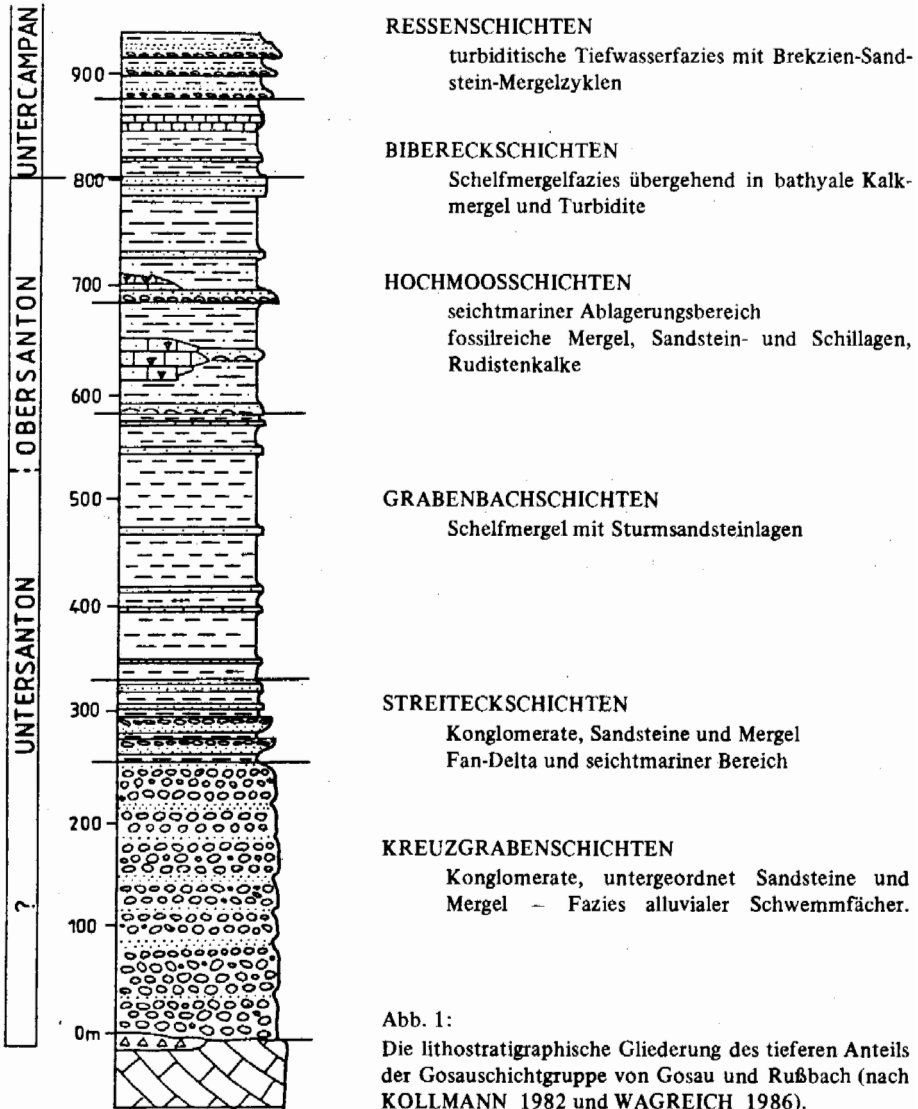 UNTERCAMPAN
OBERSANTON
UNTERSANTON
?
900
800
700
600
500
400
300
200
100
0m
RESSENSCHICHTEN
turbiditische Tiefwasserfazies mit Brekzien-Sand-
stein-Mergelzyklen
BIBERECKSCHICHTEN
Schelfmergelfazies übergehend in bathyale Kalk-
mergel und Turbidite
HOCHMOOSSCHICHTEN
seichtmariner Ablagerungsbereich
fossilreiche Mergel, Sandstein- und Schillagen,
Rudistenkalke
GRABENBACHSCHICHTEN
Schelfmergel mit Sturmsandsteinlagen
STREITECKSCHICHTEN
Konglomerate, Sandsteine und Mergel
Fan-Delta und seichtmariner Bereich
KREUZGRABENSCHICHTEN
Konglomerate, untergeordnet Sandsteine und
Mergel – Fazies alluvialer Schwemmfächer.
Abb. 1:
Die lithostratigraphische Gliederung des tieferen Anteils
der Gosauschichtgruppe von Gosau und Rußbach (nach
KOLLMANN 1982 und WAGREICH 1986).